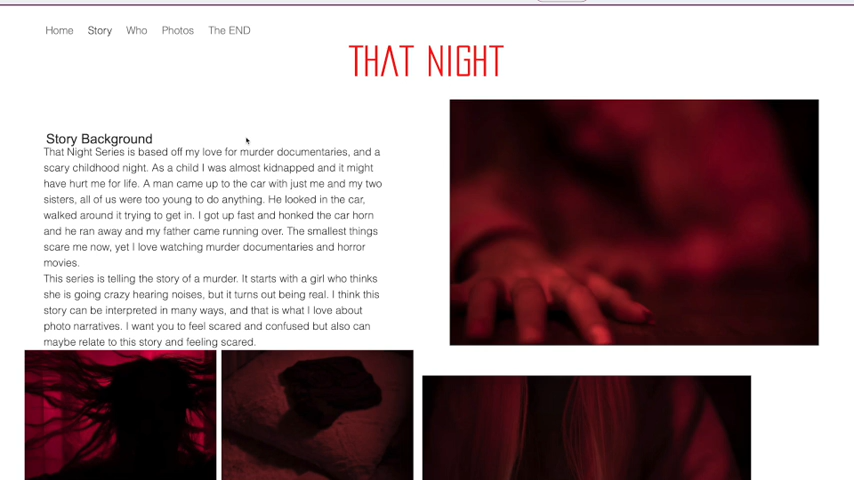 Home Story Who Photos The END
THAT NIGHT
Story Background
That Night Series is based off my love for murder documentaries, and a
scary childhood night. As a child I was almost kidnapped and it might
have hurt me for life. A man came up to the car with just me and my two
sisters, all of us were too young to do anything. He looked in the car,
walked around it trying to get in. I got up fast and honked the car horn
and he ran away and my father came running over. The smallest things
scare me now, yet I love watching murder documentaries and horror
movies.
This series is telling the story of a murder. It starts with a girl who thinks
she is going crazy hearing noises, but it turns out being real. I think this
story can be interpreted in many ways, and that is what I love about
photo narratives. I want you to feel scared and confused but also can
maybe relate to this story and feeling scared.